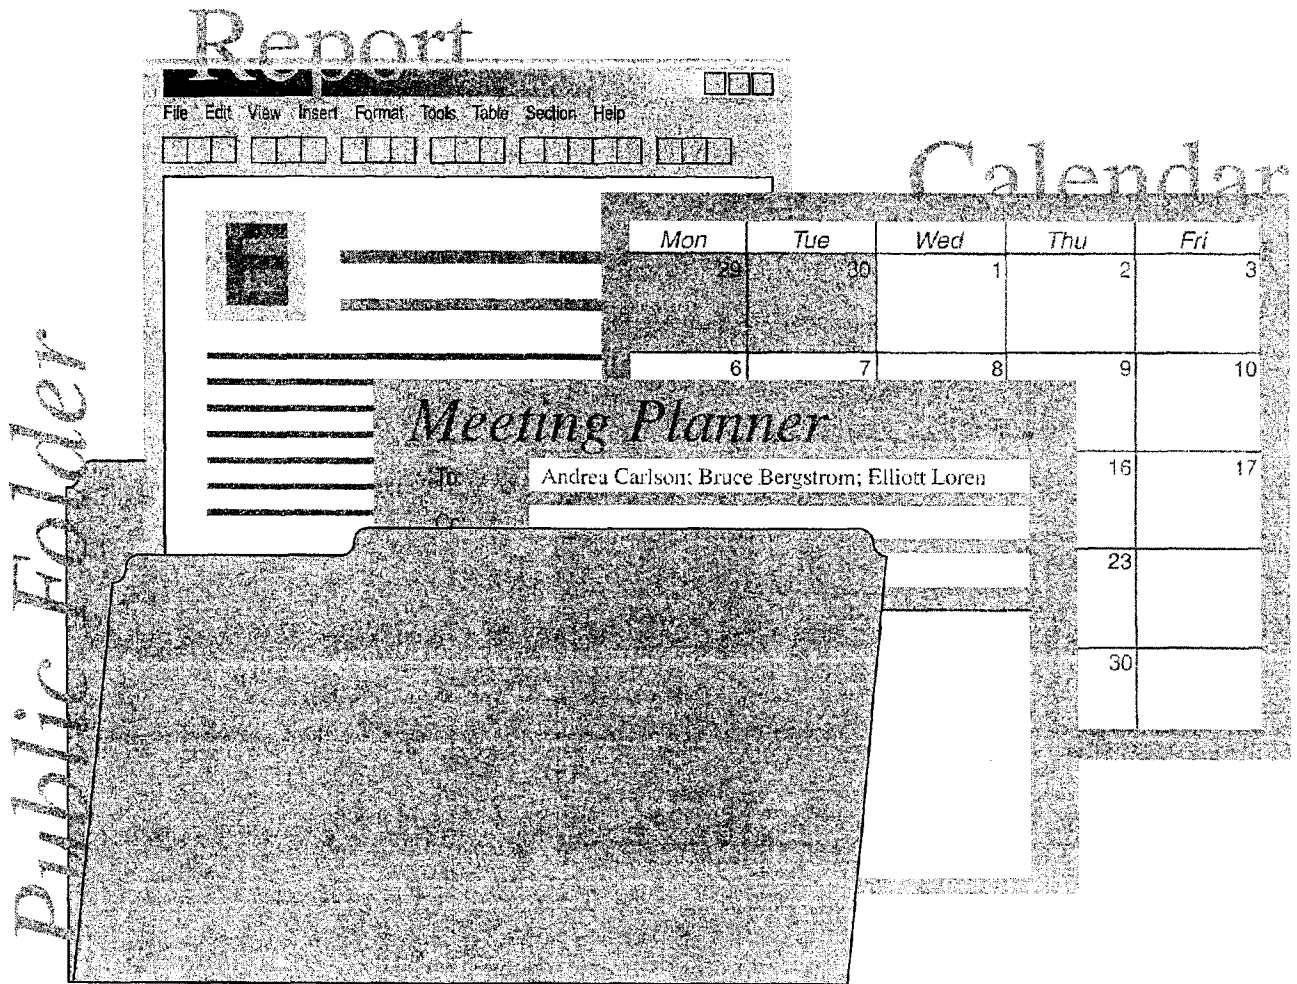 Report
File Edit View Insert Format Tools Table Section Help
Calendar
Mon Tue Wed Thu Fri
29 30 1 2 3
6 7 8 9 10
Meeting Planner
To:
Andrea Carlson; Bruce Bergstrom; Elliott Loren
16 17
Cc:
23
30
Public Folder
E